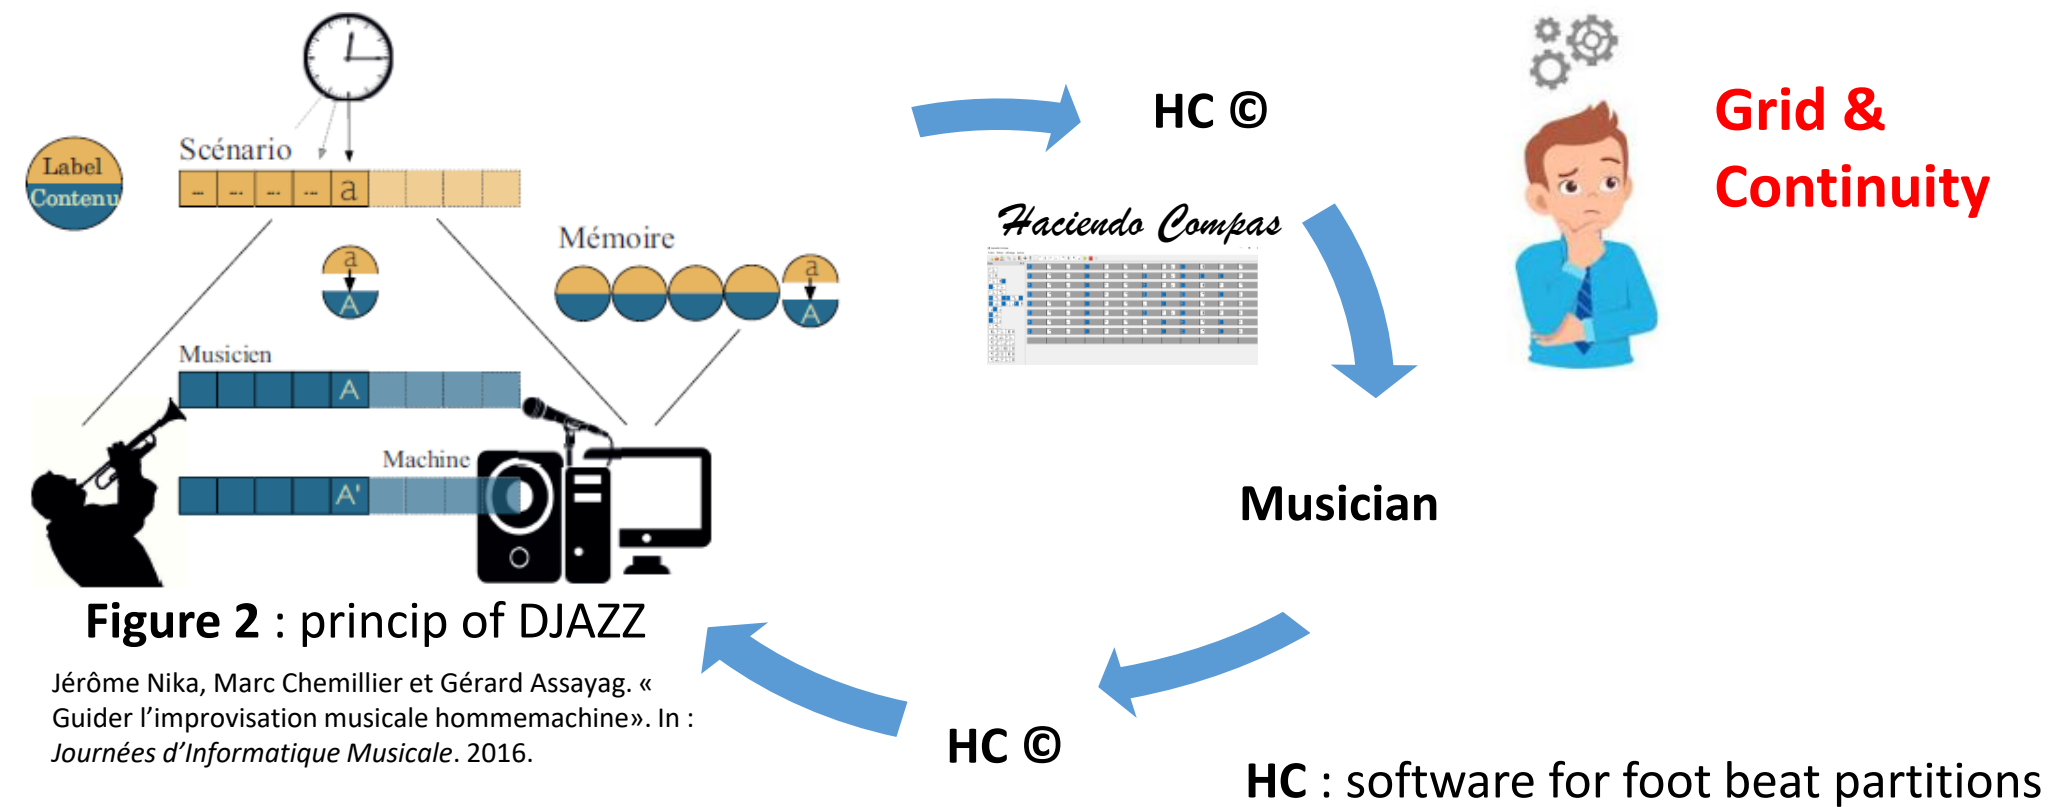 Label
Contenu
Scénario
... ... ... ... a
a
A
Mémoire
a
A
Musicien
A
Machine
A'
Figure 2 : princip of DJAZZ
Jérôme Nika, Marc Chemillier et Gérard Assayag. «
Guider l’improvisation musicale hommemachine». In :
Journées d’Informatique Musicale. 2016.
HC ©
Haciendo Compas
Grid &
Continuity
Musician
HC ©
HC : software for foot beat partitions